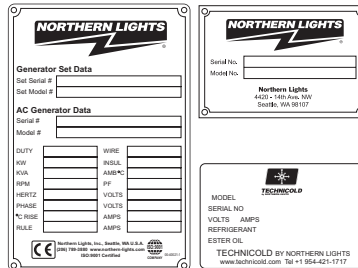 NORTHERN LIGHTS
Generator Set Data
Set Serial #
Set Model #
AC Generator Data
Serial #
Model #
DUTY WIRE
KW INSUL
KVA AMB°C
RPM PF
HERTZ VOLTS
PHASE VOLTS
°C RISE AMPS
RULE AMPS
CE Northern Lights, Inc., Seattle, WA U.S.A.
(206) 789-3880 www.northern-lights.com
ISO:9001 Certified
NORTHERN LIGHTS
Serial No.
Model No.
Northern Lights
4420 - 14th Ave. NW
Seattle, WA 98107
TECHNICOLD
MODEL
SERIAL NO
VOLTS AMPS
REFRIGERANT
ESTER OIL
TECHNICOLD BY NORTHERN LIGHTS
www.technicold.com Tel +1 954-421-1717